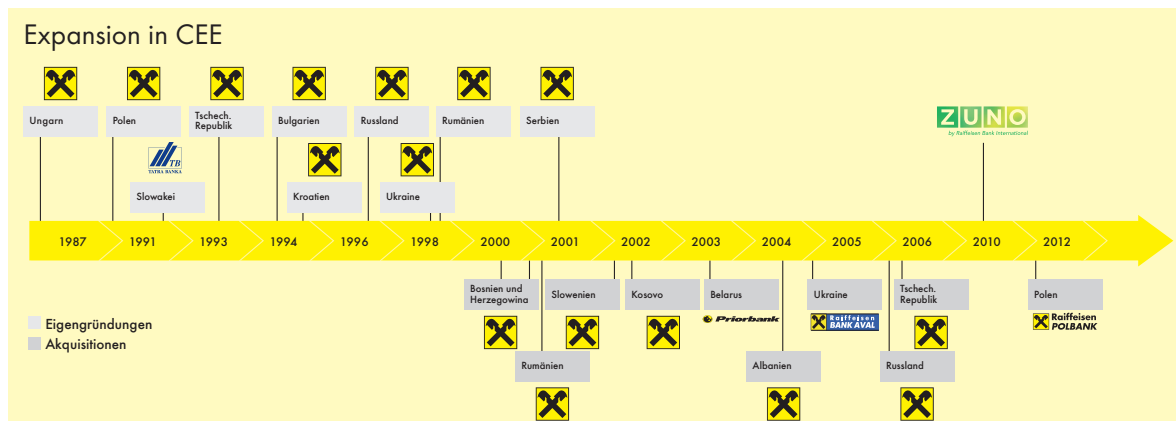 Expansion in CEE
Ungarn
Polen
Tschech.
Republik
Bulgarien
Russland
Rumänien
Serbien
ZUNO
by Raiffeisen Bank International
TB
TATRA BANKA
Slowakei
Kroatien
Ukraine
1987
1991
1993
1994
1996
1998
2000
2001
2002
2003
2004
2005
2006
2010
2012
Bosnien und
Herzegowina
Slowenien
Kosovo
Belarus
Ukraine
Tschech.
Republik
Polen
Priorbank
Raiffeisen
BANK AVAL
Raiffeisen
POLBANK
Eigengründungen
Akquisitionen
Rumänien
Albanien
Russland